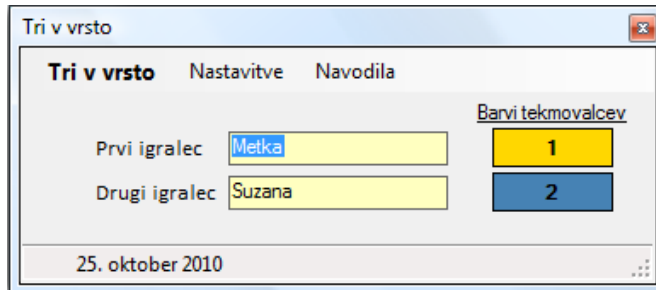 Tri v vrsto
Tri v vrsto Nastavitve Navodila
Barvi tekmovalcev
Prvi igralec Metka 1
Drugi igralec Suzana 2
25. oktober 2010